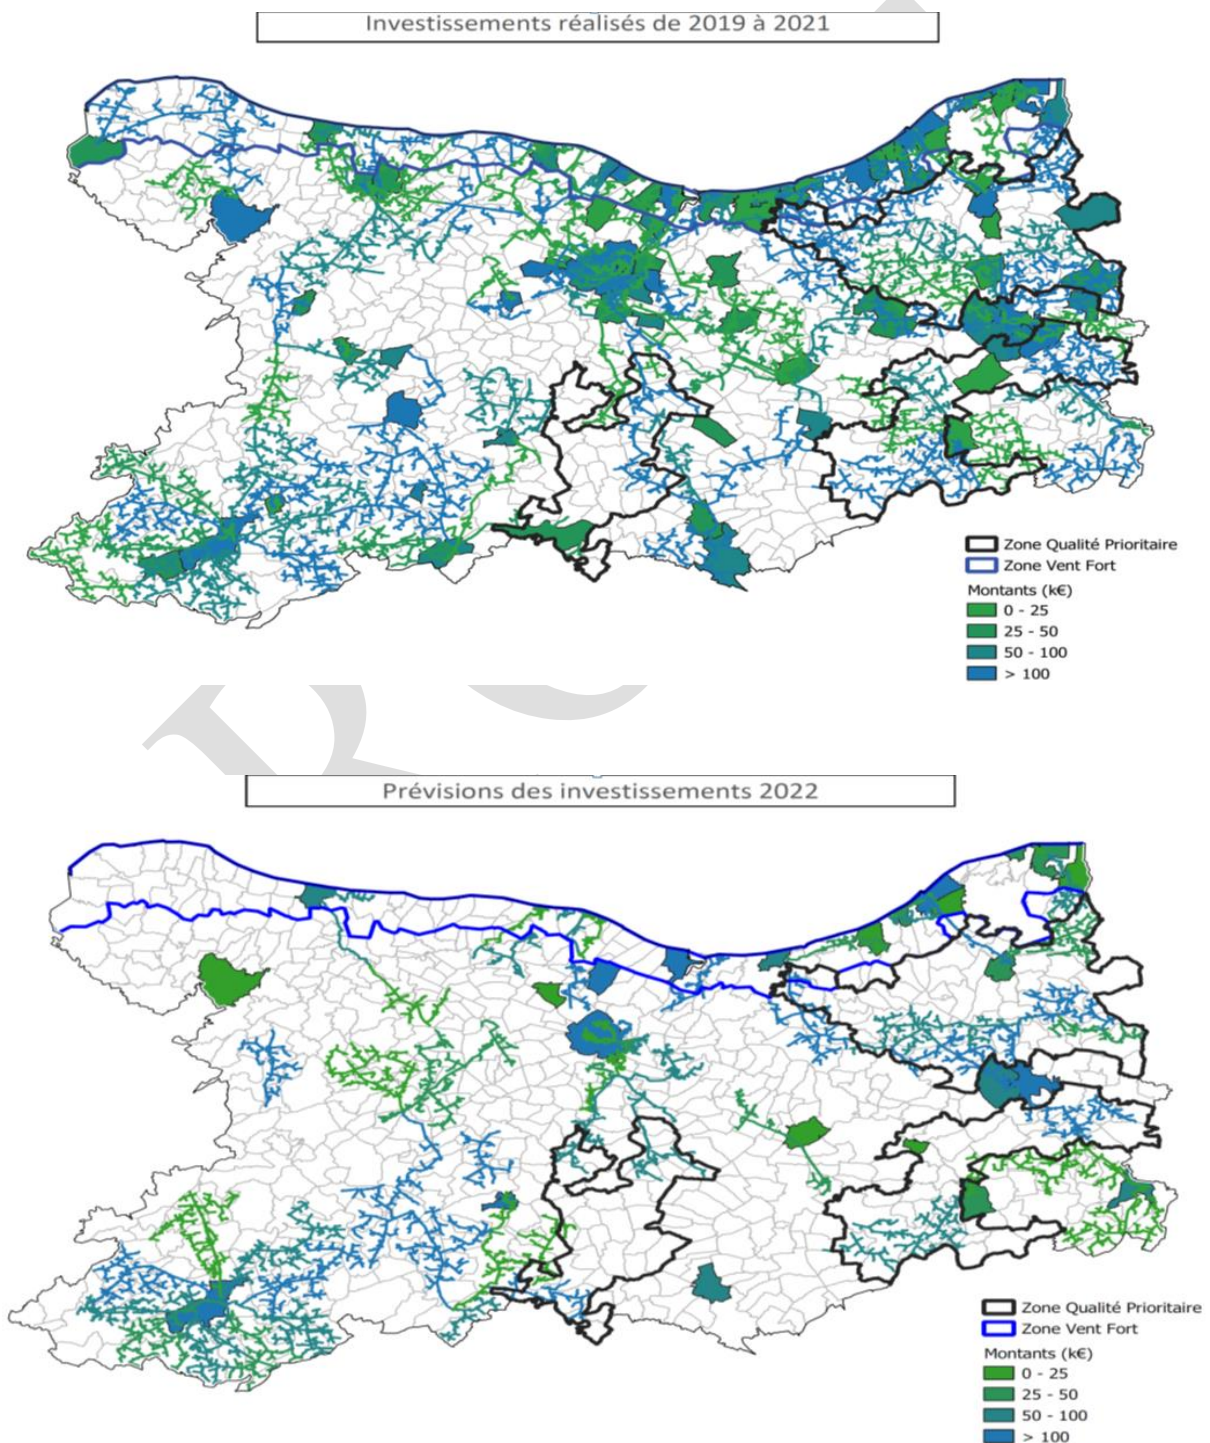 Investissements réalisés de 2019 à 2021
Zone Qualité Prioritaire
Zone Vent Fort
Montants (k€)
0 - 25
25 - 50
50 - 100
> 100
Prévisions des investissements 2022
Zone Qualité Prioritaire
Zone Vent Fort
Montants (k€)
0 - 25
25 - 50
50 - 100
> 100